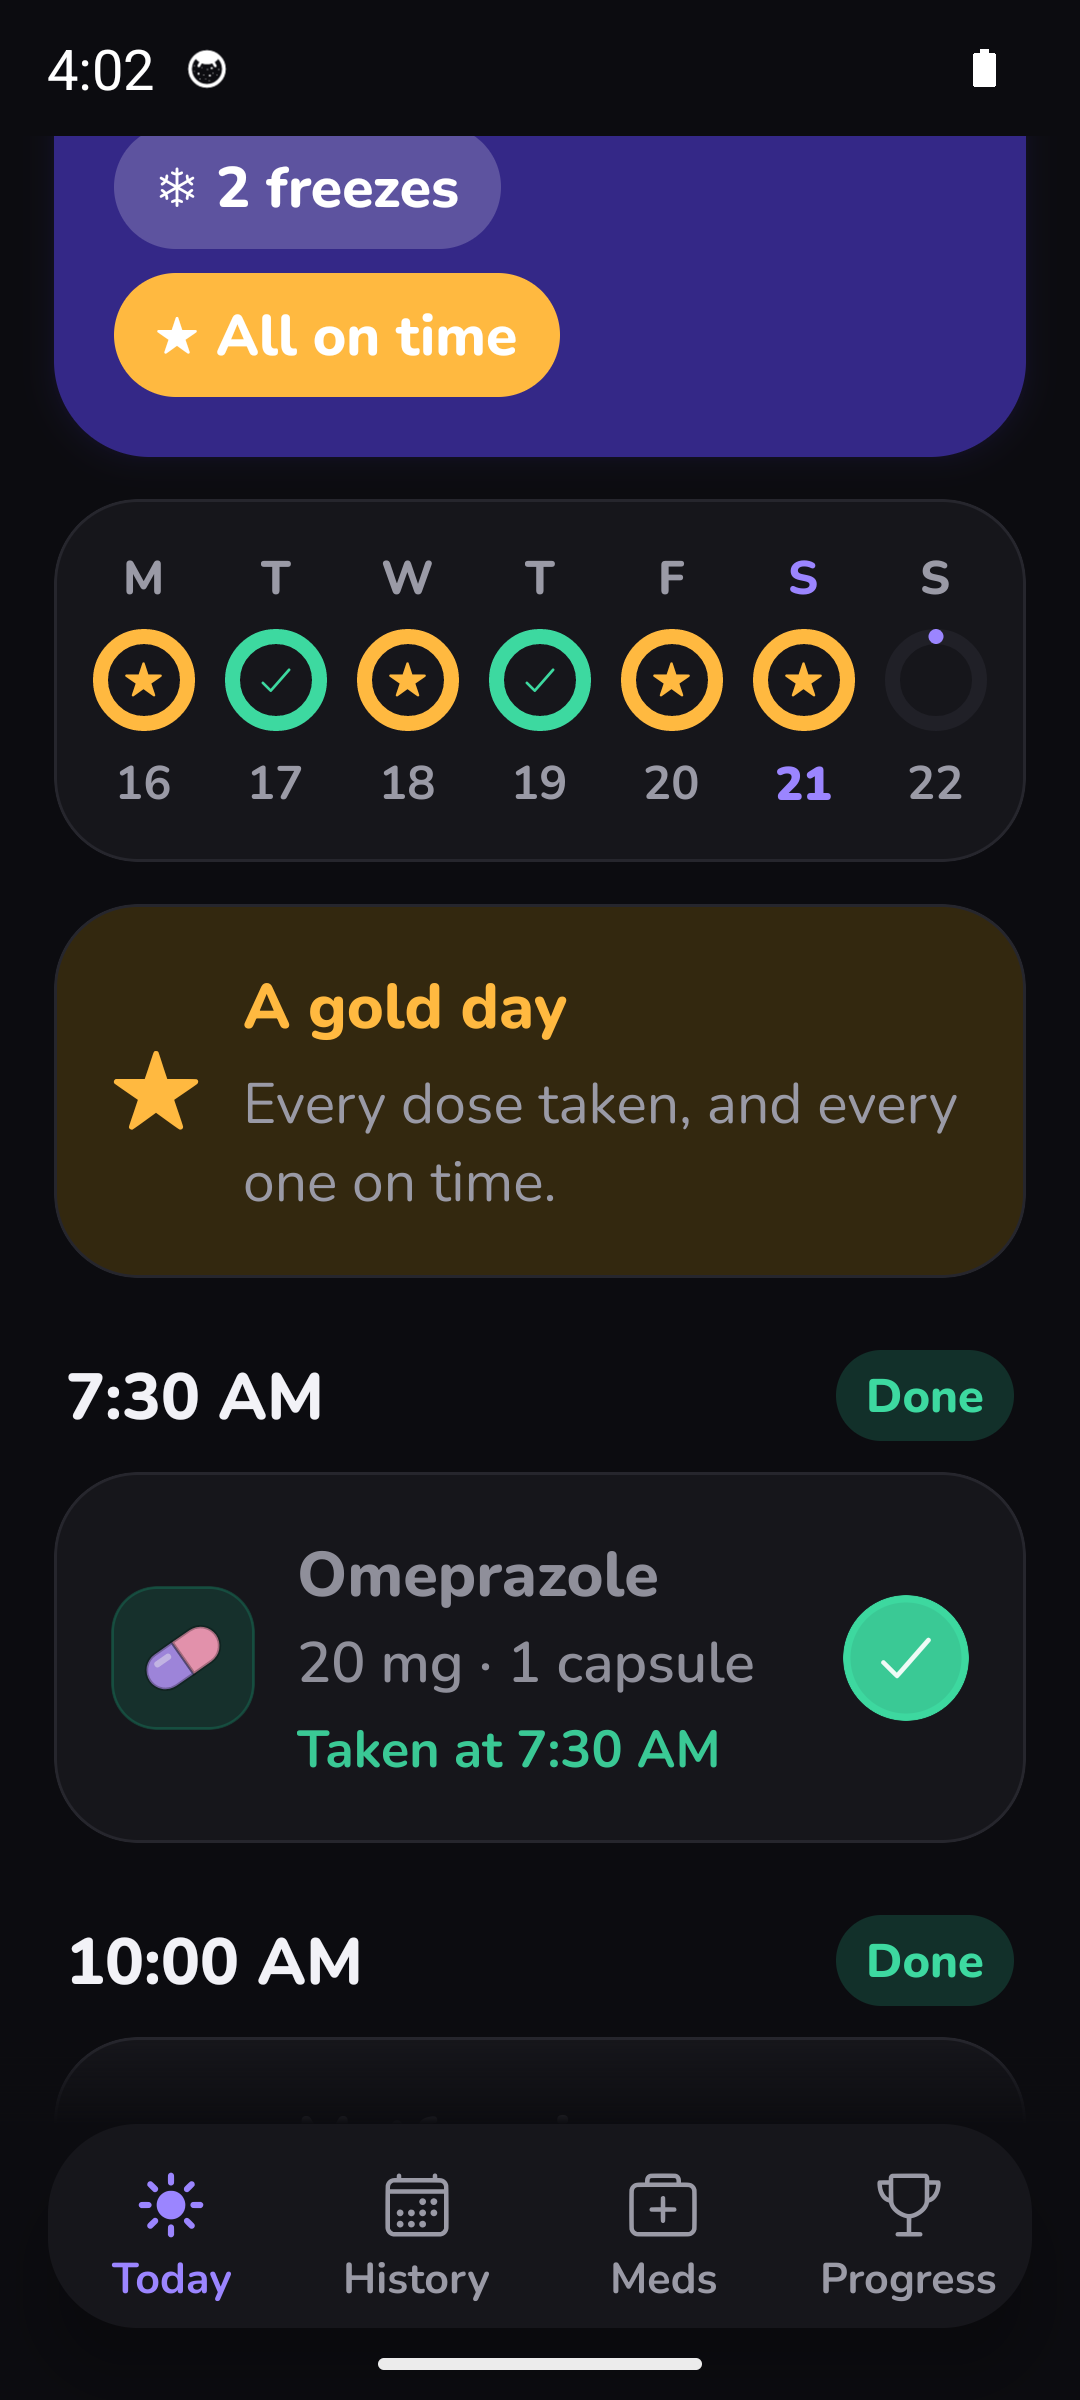 4:02
2 freezes
All on time
M T W T F S S
16 17 18 19 20 21 22
A gold day
Every dose taken, and every
one on time.
7:30 AM
Done
Omeprazole
20 mg · 1 capsule
Taken at 7:30 AM
10:00 AM
Done
Today
History
Meds
Progress